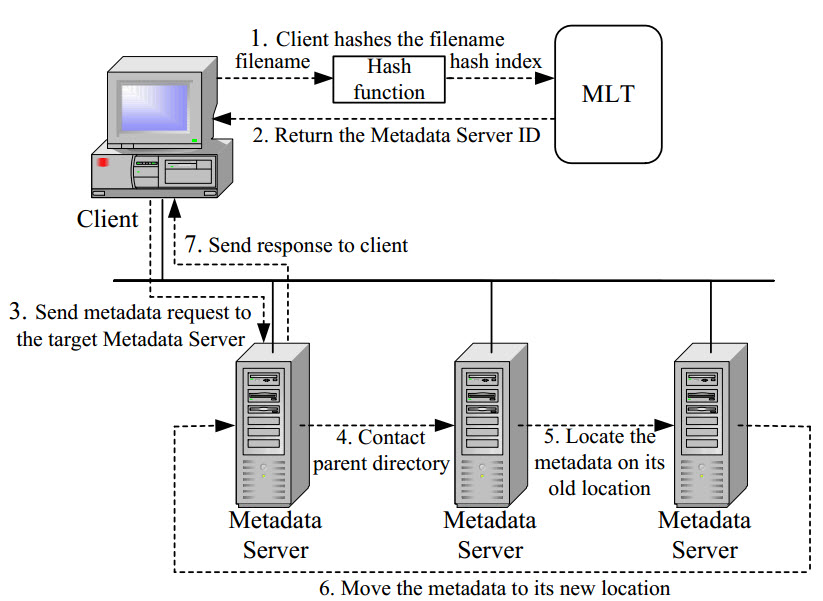 1. Client hashes the filename
filename
Hash
function
hash index
MLT
2. Return the Metadata Server ID
Client
7. Send response to client
3. Send metadata request to
the target Metadata Server
4. Contact
parent directory
5. Locate the
metadata on its
old location
Metadata
Server
Metadata
Server
Metadata
Server
6. Move the metadata to its new location